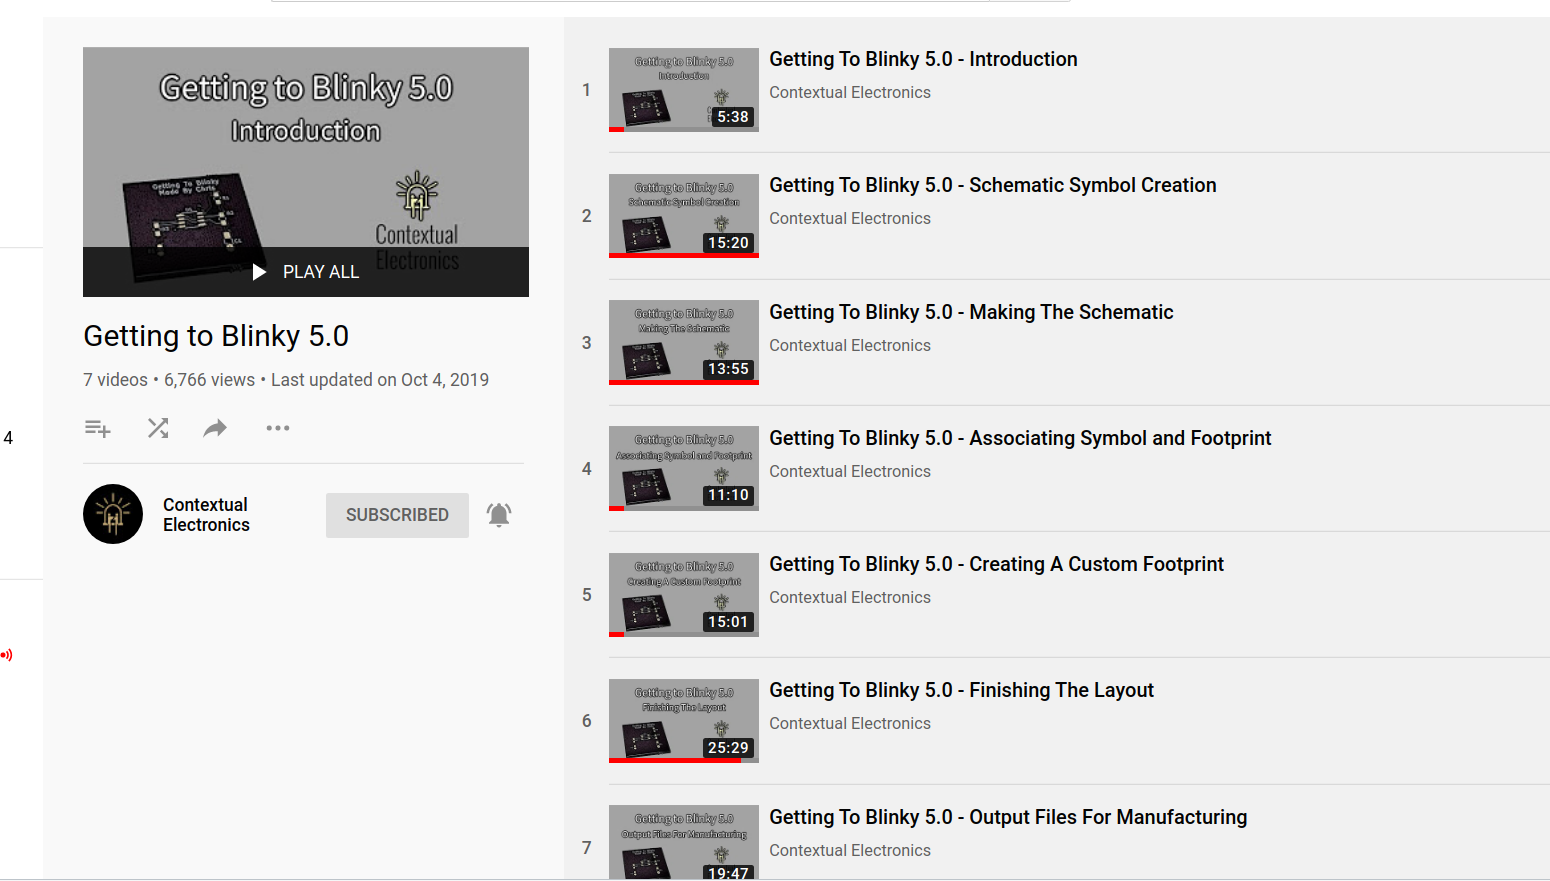 Getting to Blinky 5.0
Introduction
Getting To Blinky
Made By Chris
Contextual
Electronics
PLAY ALL
Getting to Blinky 5.0
7 videos • 6,766 views • Last updated on Oct 4, 2019
4
Contextual
Electronics
SUBSCRIBED
1
Getting to Blinky 5.0
Introduction
5:38
Getting To Blinky 5.0 - Introduction
Contextual Electronics
2
Getting to Blinky 5.0
Schematic Symbol Creation
15:20
Getting To Blinky 5.0 - Schematic Symbol Creation
Contextual Electronics
3
Getting to Blinky 5.0
Making The Schematic
13:55
Getting To Blinky 5.0 - Making The Schematic
Contextual Electronics
4
Getting to Blinky 5.0
Associating Symbol and Footprint
11:10
Getting To Blinky 5.0 - Associating Symbol and Footprint
Contextual Electronics
5
Getting to Blinky 5.0
Creating A Custom Footprint
15:01
Getting To Blinky 5.0 - Creating A Custom Footprint
Contextual Electronics
6
Getting to Blinky 5.0
Finishing The Layout
25:29
Getting To Blinky 5.0 - Finishing The Layout
Contextual Electronics
7
Getting to Blinky 5.0
Output Files For Manufacturing
19:47
Getting To Blinky 5.0 - Output Files For Manufacturing
Contextual Electronics